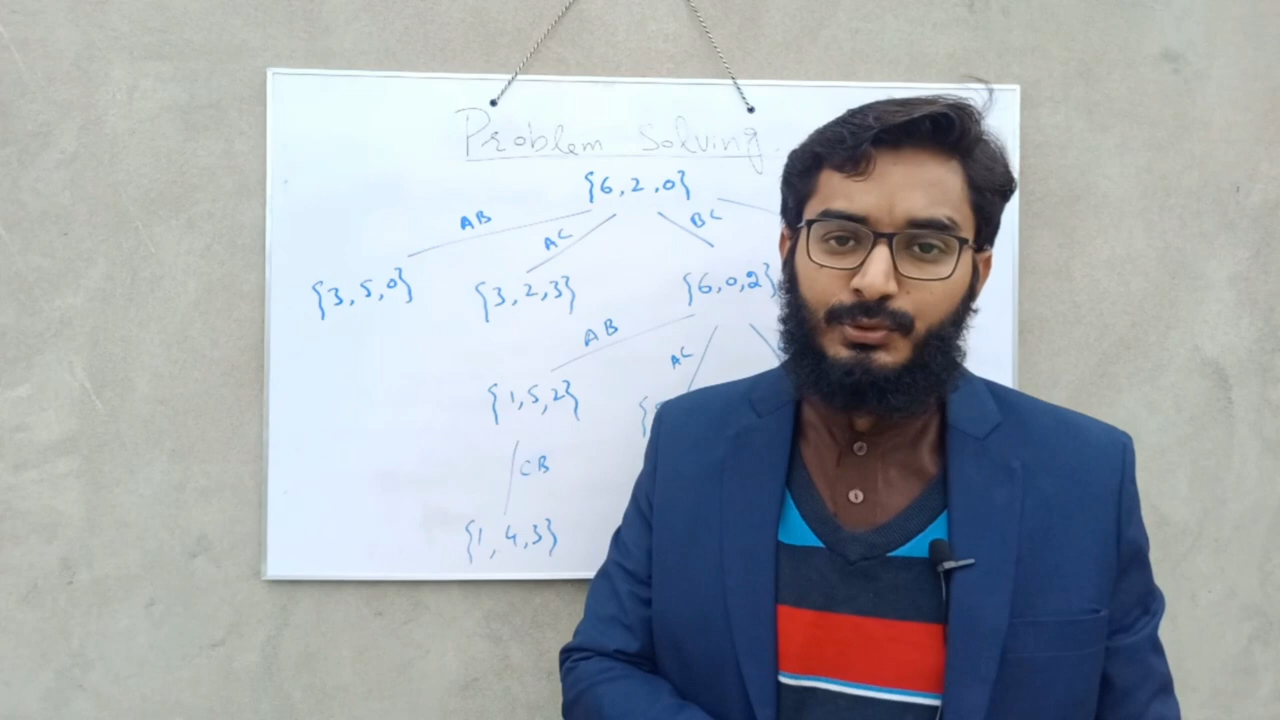 Problem Solving.
{6,2,0}
AB AC BC
{3,5,0} {3,2,3} {6,0,2}
AB AC
{1,5,2} {
CB
{1,4,3}